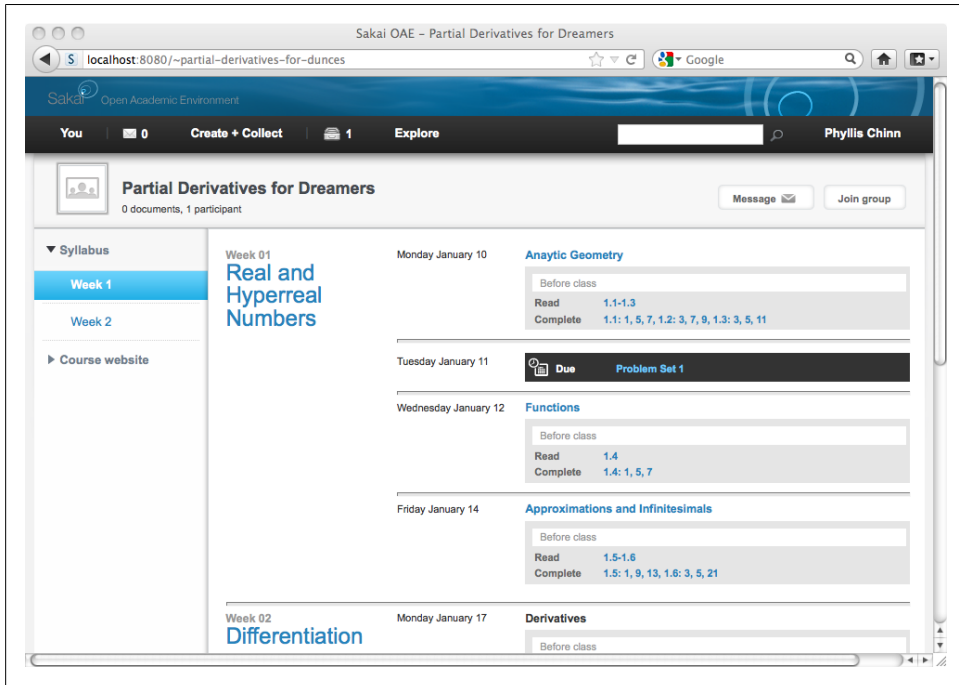 Sakai OAE – Partial Derivatives for Dreamers
S localhost:8080/~partial-derivatives-for-dunces
Google
Sakai Open Academic Environment
You 0 Create + Collect 1 Explore Phyllis Chinn
Partial Derivatives for Dreamers
0 documents, 1 participant
Message Join group
Syllabus
Week 1
Week 2
Course website
Week 01
Real and
Hyperreal
Numbers
Monday January 10
Anaytic Geometry
Before class
Read 1.1-1.3
Complete 1.1: 1, 5, 7, 1.2: 3, 7, 9, 1.3: 3, 5, 11
Tuesday January 11
Due Problem Set 1
Wednesday January 12
Functions
Before class
Read 1.4
Complete 1.4: 1, 5, 7
Friday January 14
Approximations and Infinitesimals
Before class
Read 1.5-1.6
Complete 1.5: 1, 9, 13, 1.6: 3, 5, 21
Week 02
Differentiation
Monday January 17
Derivatives
Before class